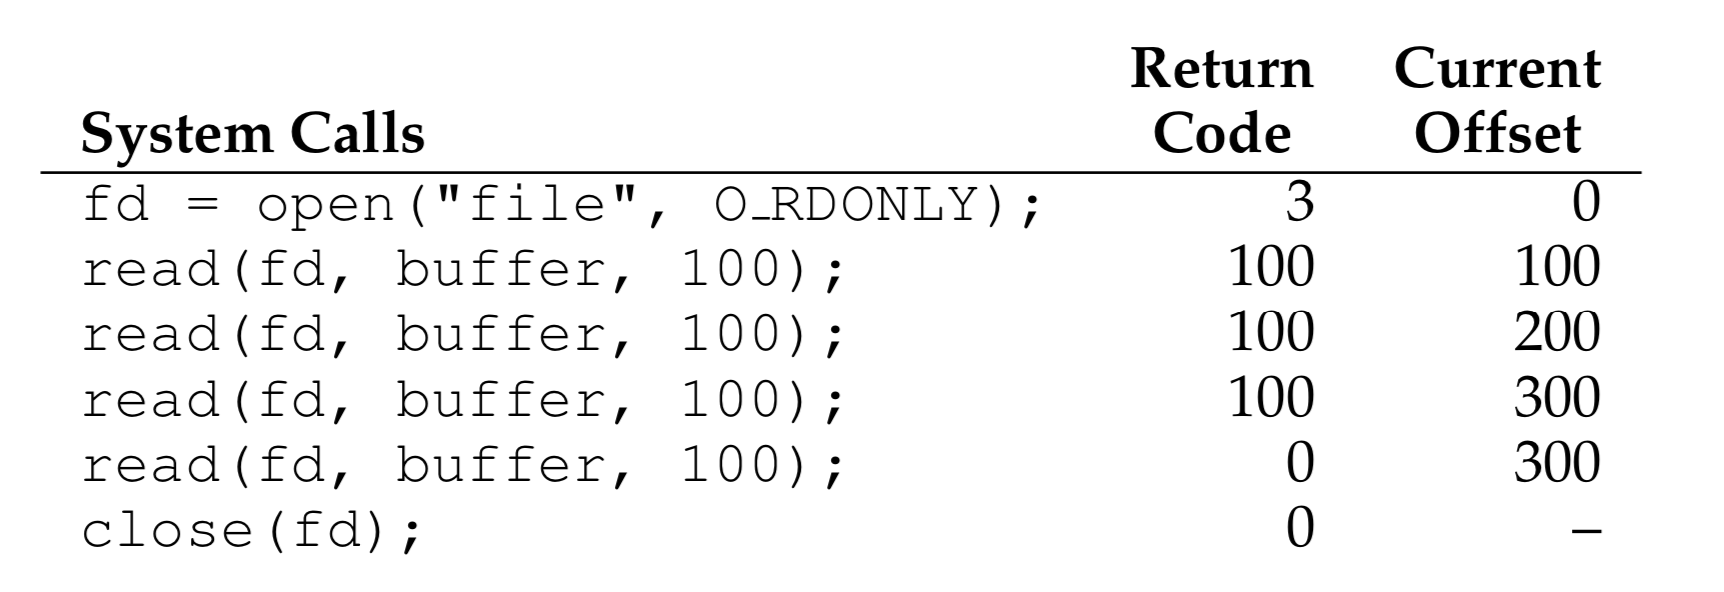 Return Current
System Calls Code Offset
fd = open("file", O_RDONLY); 3 0
read(fd, buffer, 100); 100 100
read(fd, buffer, 100); 100 200
read(fd, buffer, 100); 100 300
read(fd, buffer, 100); 0 300
close(fd); 0 –